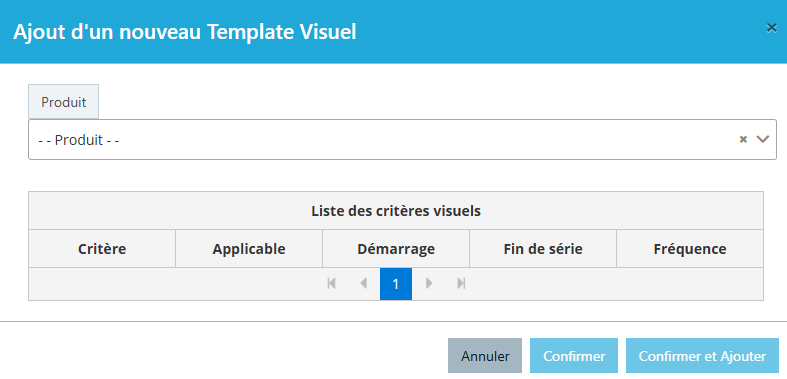 Ajout d'un nouveau Template Visuel
Produit
- - Produit - -
Liste des critères visuels
Critère Applicable Démarrage Fin de série Fréquence
1
Annuler Confirmer Confirmer et Ajouter